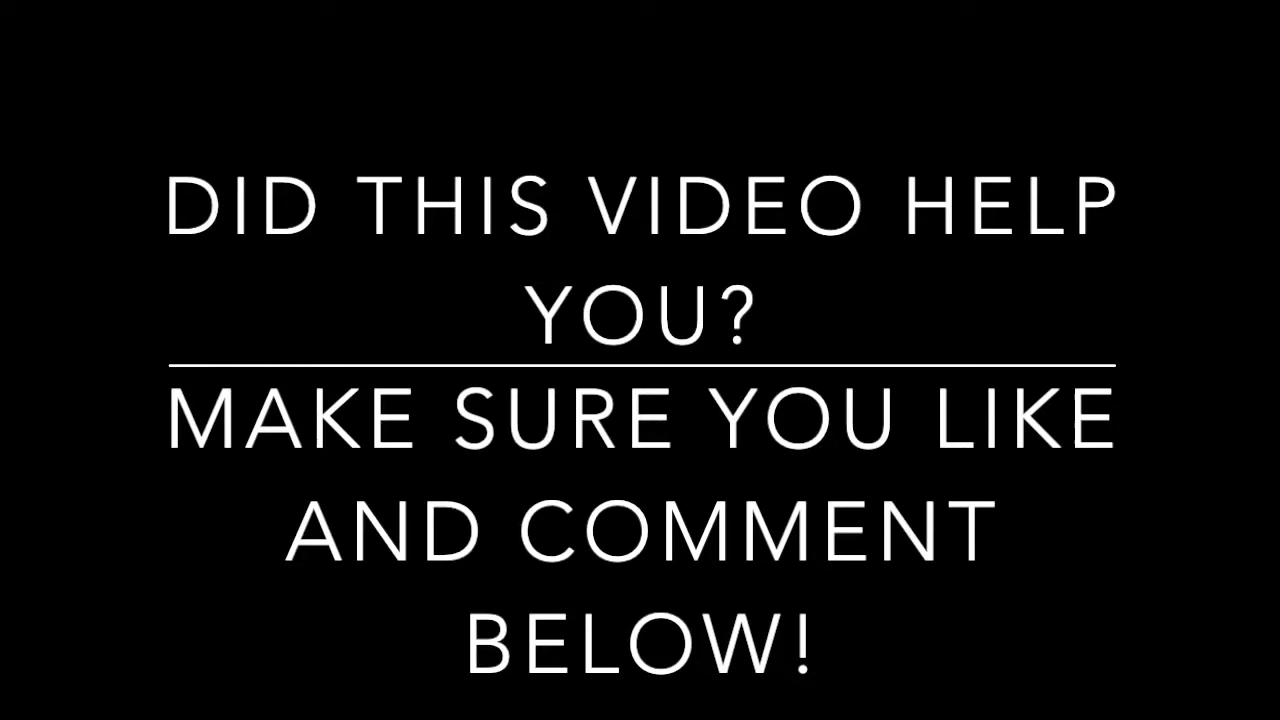 DID THIS VIDEO HELP
YOU?
MAKE SURE YOU LIKE
AND COMMENT
BELOW!